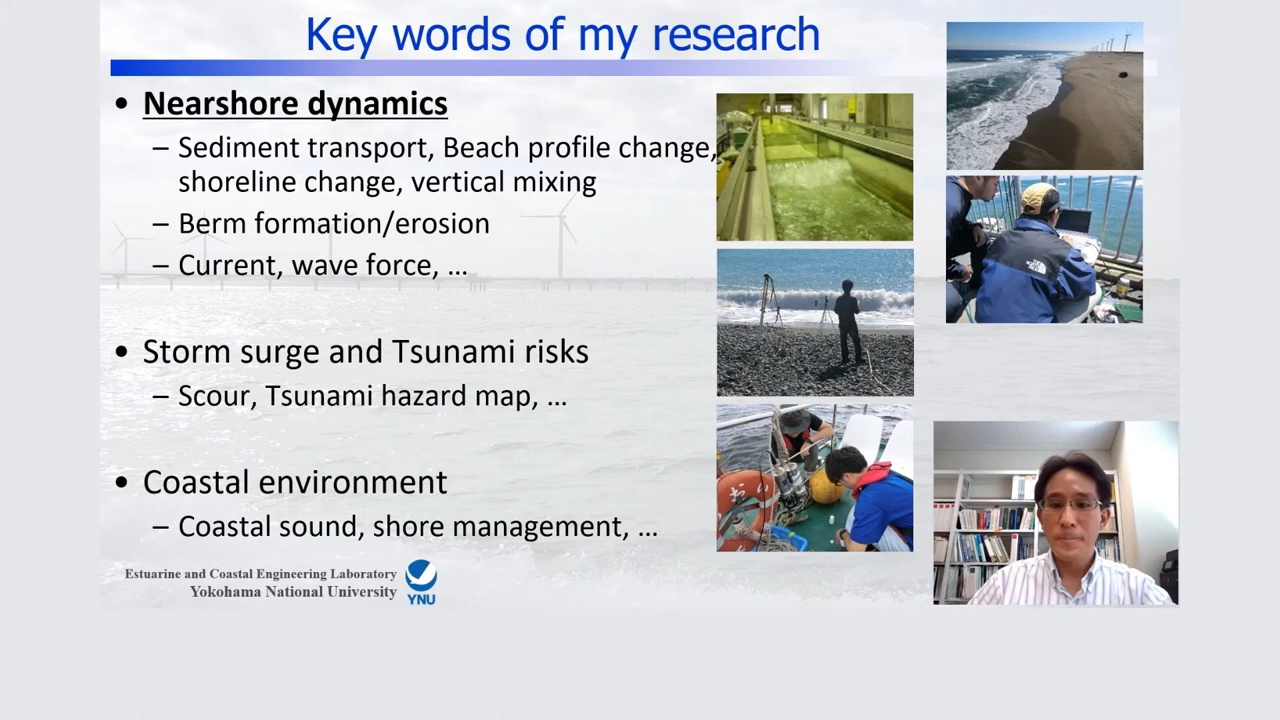 Key words of my research
• Nearshore dynamics
– Sediment transport, Beach profile change,
shoreline change, vertical mixing
– Berm formation/erosion
– Current, wave force, …
• Storm surge and Tsunami risks
– Scour, Tsunami hazard map, …
• Coastal environment
– Coastal sound, shore management, …
Estuarine and Coastal Engineering Laboratory
Yokohama National University
YNU